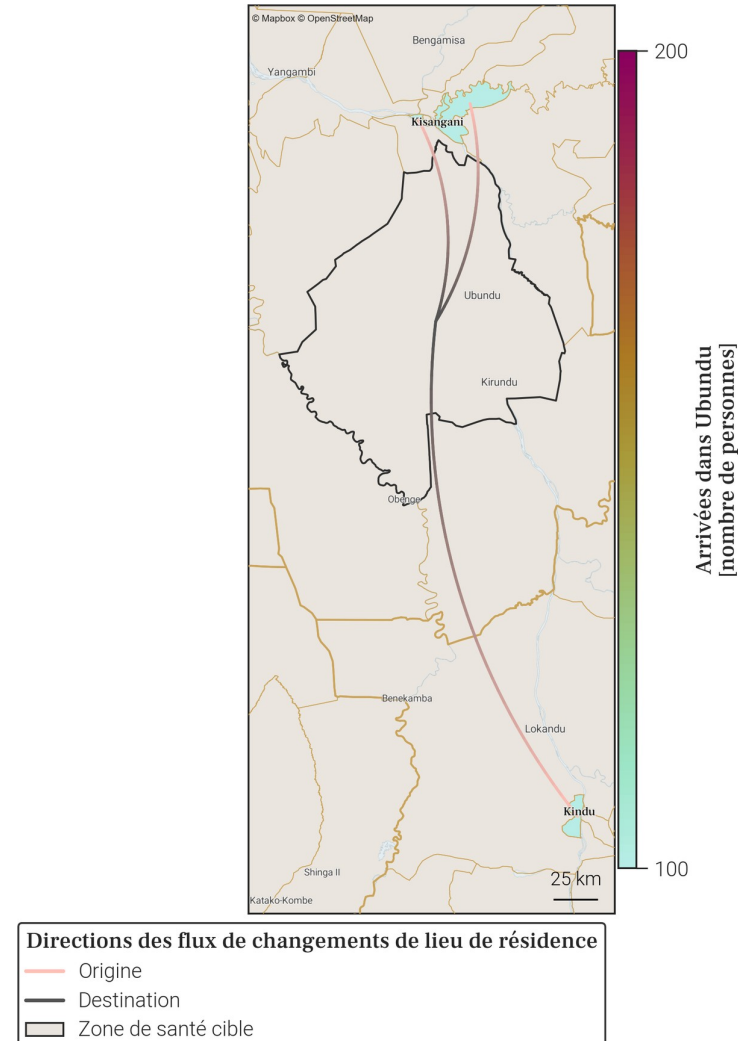 © Mapbox © OpenStreetMap
Bengamisa
Yangambi
Kisangani
Ubundu
Kirundu
Obenge
Benekamba
Lokandu
Kindu
Shinga II
25 km
Katako-Kombe
200
Arrivées dans Ubundu
[nombre de personnes]
100
Directions des flux de changements de lieu de résidence
Origine
Destination
Zone de santé cible